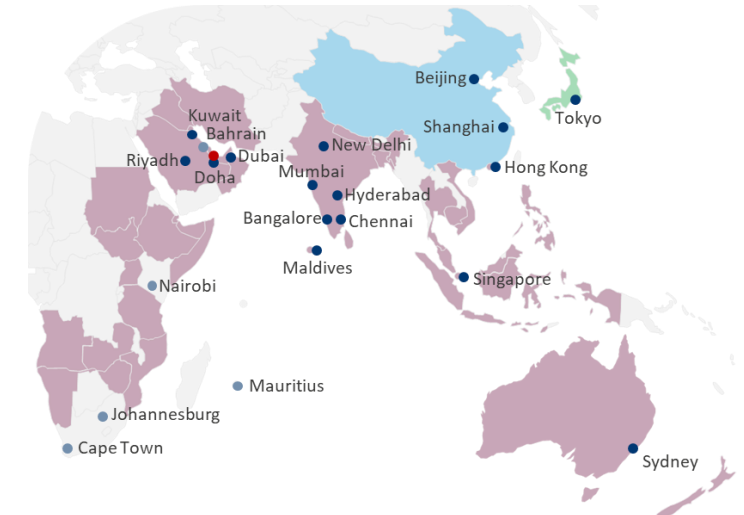 Beijing
Tokyo
Kuwait
Bahrain
Shanghai
New Delhi
Riyadh
Dubai
Doha
Mumbai
Hong Kong
Hyderabad
Bangalore
Chennai
Maldives
Singapore
Nairobi
Mauritius
Johannesburg
Cape Town
Sydney